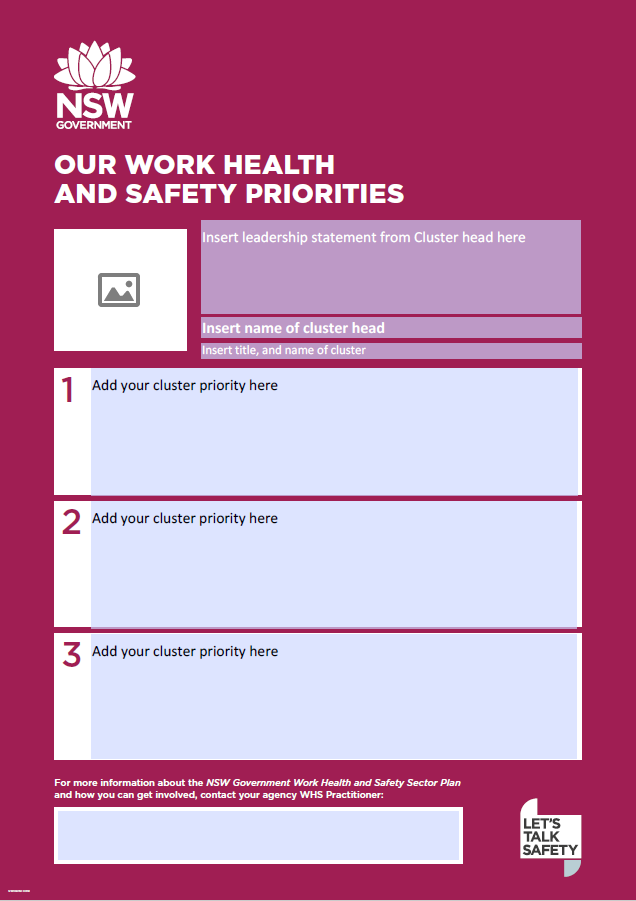 NSW
GOVERNMENT
OUR WORK HEALTH
AND SAFETY PRIORITIES
Insert leadership statement from Cluster head here
Insert name of cluster head
Insert title, and name of cluster
1
Add your cluster priority here
2
Add your cluster priority here
3
Add your cluster priority here
For more information about the NSW Government Work Health and Safety Sector Plan
and how you can get involved, contact your agency WHS Practitioner:
LET'S
TALK
SAFETY